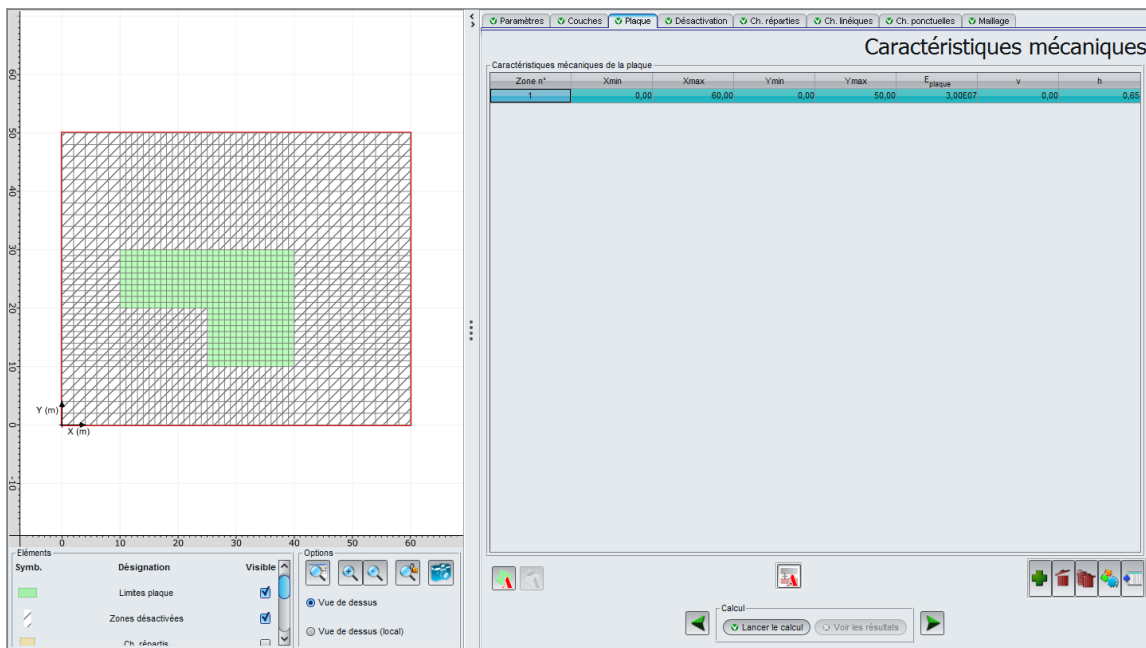 Paramètres Couches Plaque Désactivation Ch. réparties Ch. linéiques Ch. ponctuelles Maillage
Caractéristiques mécaniques
Caractéristiques mécaniques de la plaque
Zone n° Xmin Xmax Ymin Ymax E plaque v h
1 0,00 60,00 0,00 50,00 3,00E07 0,00 0,65
60
50
40
30
20
10
0
-10
Y (m)
X (m)
0 10 20 30 40 50 60
Eléments
Symb. Désignation Visible
Limites plaque
Zones désactivées
Ch. répartis
Options
Vue de dessus
Vue de dessus (local)
Calcul
Lancer le calcul Voir les résultats